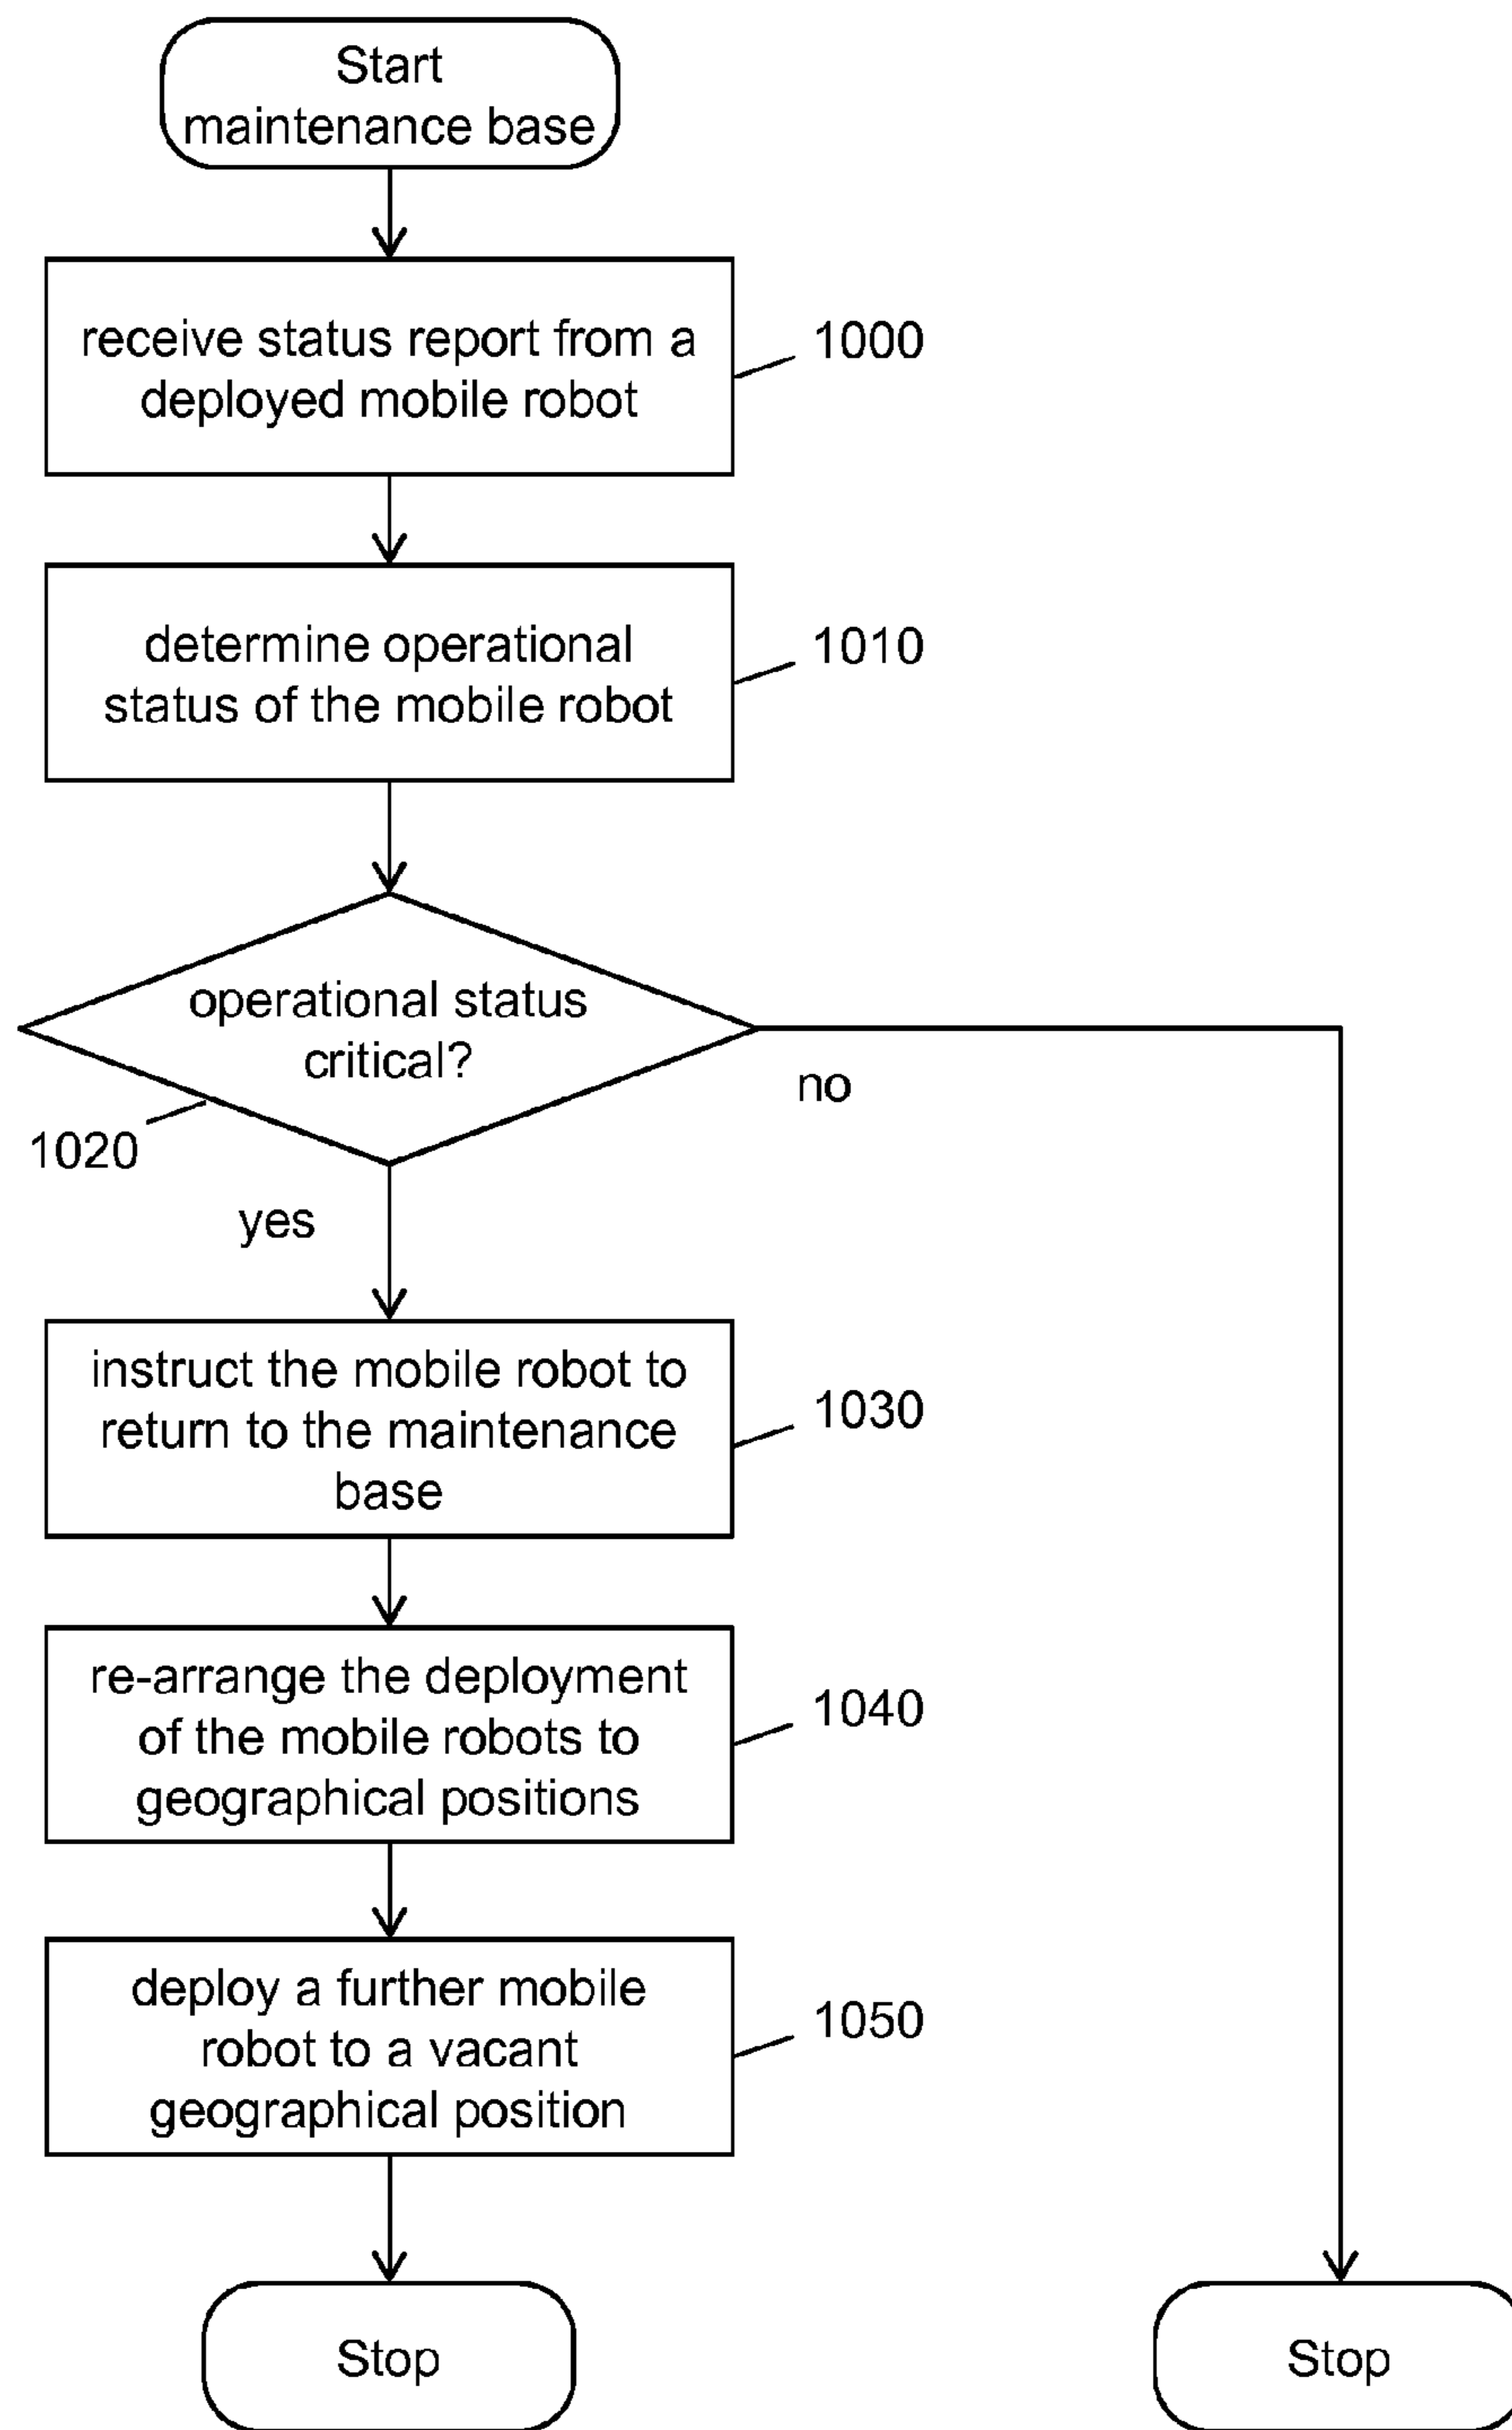 Start
maintenance base
receive status report from a
deployed mobile robot
1000
determine operational
status of the mobile robot
1010
operational status
critical?
no
1020
yes
instruct the mobile robot to
return to the maintenance
base
1030
re-arrange the deployment
of the mobile robots to
geographical positions
1040
deploy a further mobile
robot to a vacant
geographical position
1050
Stop
Stop